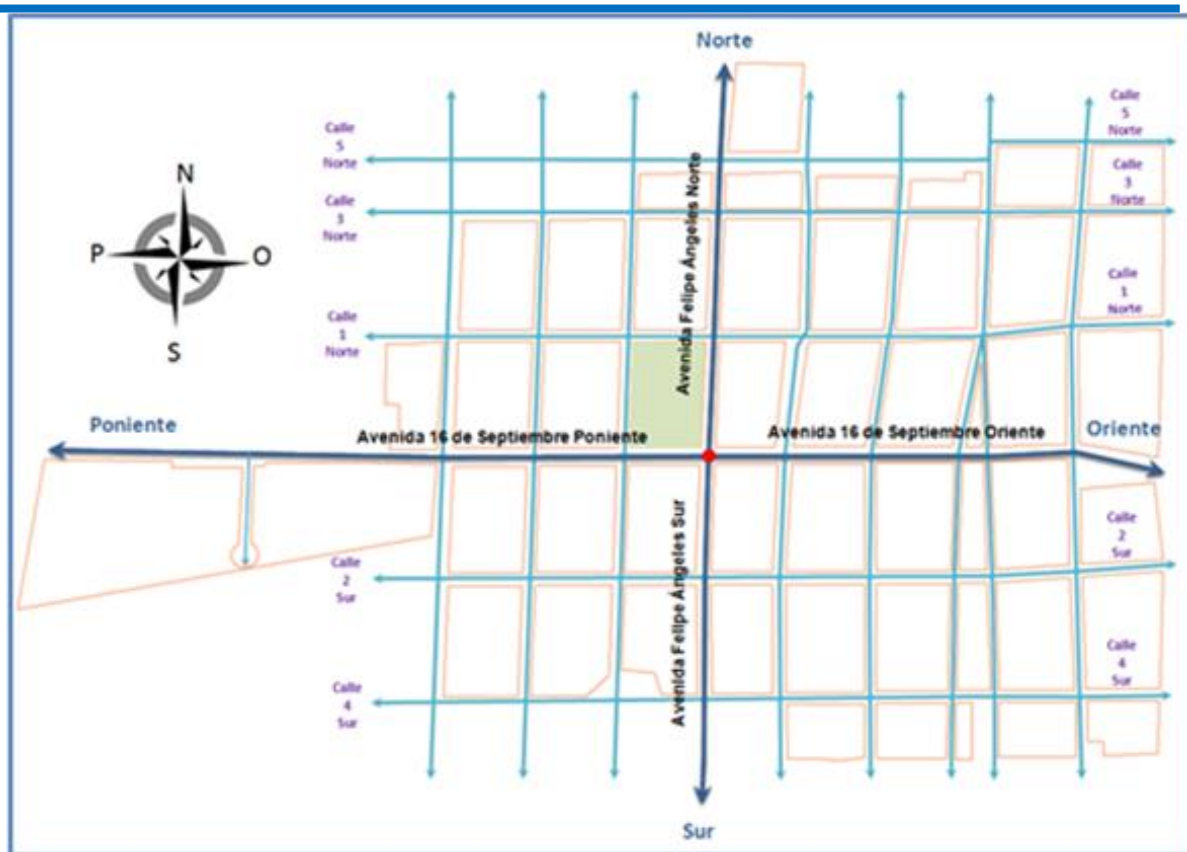 Norte
Calle
5
Norte
Calle
5
Norte
Calle
3
Norte
Calle
3
Norte
N
P
O
S
Avenida Felipe Ángeles Norte
Calle
1
Norte
Calle
1
Norte
Poniente
Avenida 16 de Septiembre Poniente
Avenida 16 de Septiembre Oriente
Oriente
Calle
2
Sur
Calle
2
Sur
Avenida Felipe Ángeles Sur
Calle
4
Sur
Calle
4
Sur
Sur